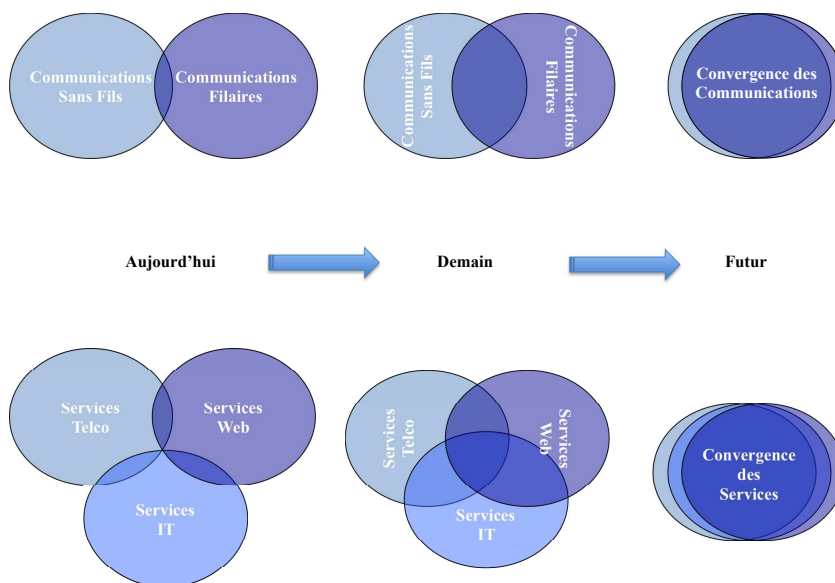 Communications
Sans Fils
Communications
Filaires
Communications
Sans Fils
Communications
Filaires
Convergence des
Communications
Aujourd’hui
Demain
Futur
Services
Telco
Services
Web
Services
IT
Services
Telco
Services
Web
Services
IT
Convergence
des
Services